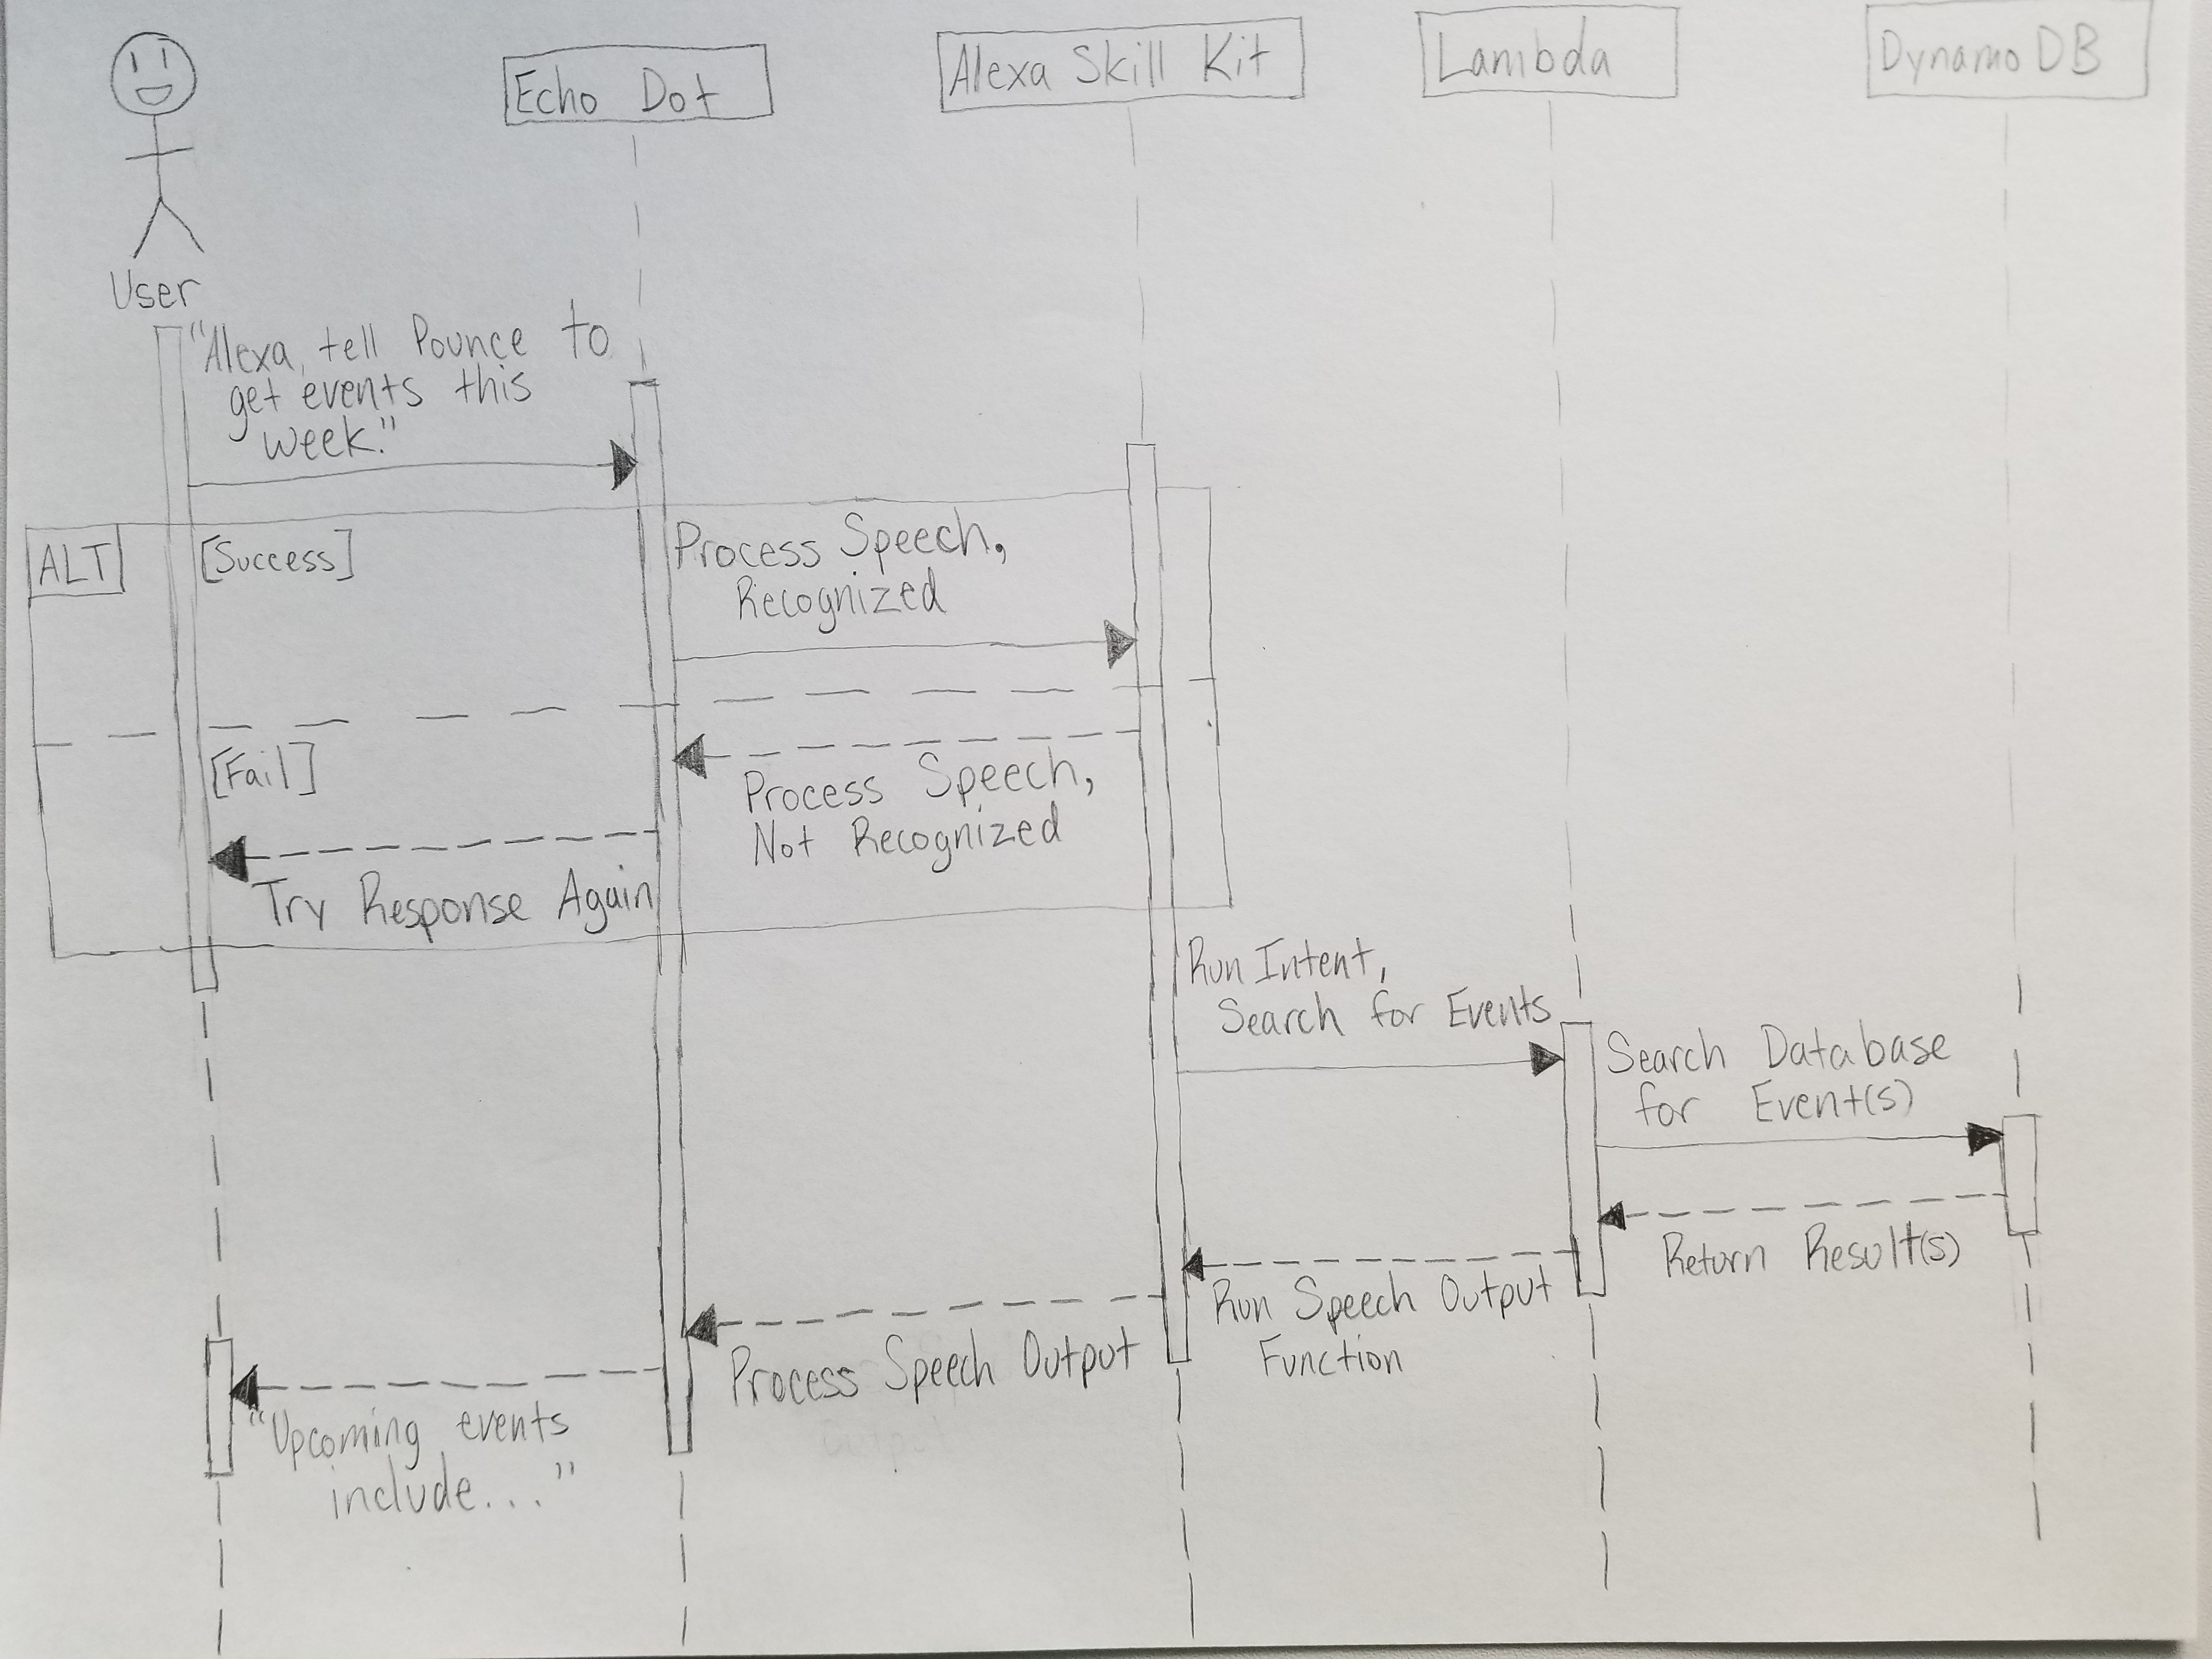 Echo Dot
Alexa Skill Kit
Lambda
Dynamo DB
User
"Alexa, tell Pounce to
get events this
week."
ALT
[Success]
Process Speech,
Recognized
[Fail]
Process Speech,
Not Recognized
Try Response Again
Run Intent,
Search for Events
Search Database
for Event(s)
Return Result(s)
Run Speech Output
Function
Process Speech Output
"Upcoming events
include..."